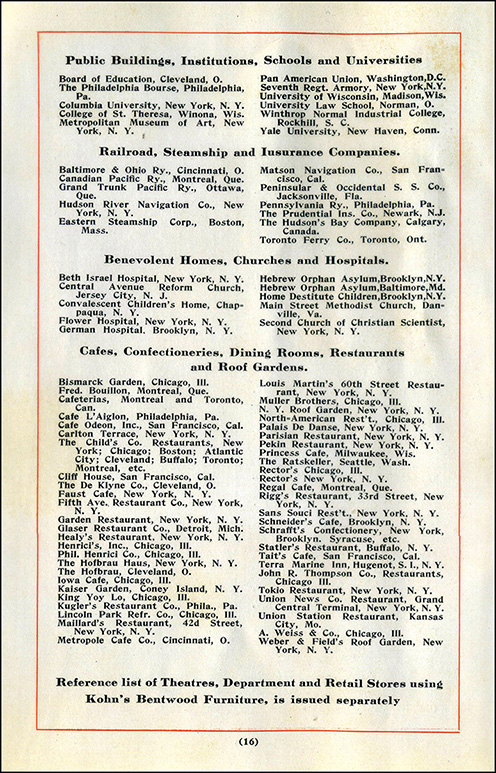 Public Buildings, Institutions, Schools and Universities
Board of Education, Cleveland, O.
The Philadelphia Bourse, Philadelphia,
Pa.
Columbia University, New York, N. Y.
College of St. Theresa, Winona, Wis.
Metropolitan Museum of Art, New
York, N. Y.
Pan American Union, Washington,D.C.
Seventh Regt. Armory, New York,N.Y.
University of Wisconsin, Madison,Wis.
University Law School, Norman, O.
Winthrop Normal Industrial College,
Rockhill, S. C.
Yale University, New Haven, Conn.
Railroad, Steamship and Iusurance Companies.
Baltimore & Ohio Ry., Cincinnati, O.
Canadian Pacific Ry., Montreal, Que.
Grand Trunk Pacific Ry., Ottawa,
Que.
Hudson River Navigation Co., New
York, N. Y.
Eastern Steamship Corp., Boston,
Mass.
Matson Navigation Co., San Fran-
cisco, Cal.
Peninsular & Occidental S. S. Co.,
Jacksonville, Fla.
Pennsylvania Ry., Philadelphia, Pa.
The Prudential Ins. Co., Newark, N.J.
The Hudson's Bay Company, Calgary,
Canada.
Toronto Ferry Co., Toronto, Ont.
Benevolent Homes, Churches and Hospitals.
Beth Israel Hospital, New York, N. Y.
Central Avenue Reform Church,
Jersey City, N. J.
Convalescent Children's Home, Chap-
paqua, N. Y.
Flower Hospital, New York, N. Y.
German Hospital, Brooklyn, N. Y.
Hebrew Orphan Asylum,Brooklyn,N.Y.
Hebrew Orphan Asylum,Baltimore,Md.
Home Destitute Children,Brooklyn,N.Y.
Main Street Methodist Church, Dan-
ville, Va.
Second Church of Christian Scientist,
New York, N. Y.
Cafes, Confectioneries, Dining Rooms, Restaurants
and Roof Gardens.
Bismarck Garden, Chicago, Ill.
Fred. Bouillon, Montreal, Que.
Cafeterias, Montreal and Toronto,
Can.
Cafe L'Aiglon, Philadelphia, Pa.
Cafe Odeon, Inc., San Francisco, Cal.
Carlton Terrace, New York, N. Y.
The Child's Co. Restaurants, New
York; Chicago; Boston; Atlantic
City; Cleveland; Buffalo; Toronto;
Montreal, etc.
Cliff House, San Francisco, Cal.
The De Klyne Co., Cleveland, O.
Faust Cafe, New York, N. Y.
Fifth Ave. Restaurant Co., New York,
N. Y.
Garden Restaurant, New York, N. Y.
Glaser Restaurant Co., Detroit, Mich.
Healy's Restaurant, New York, N. Y.
Henrici's, Inc., Chicago, Ill.
Phil. Henrici Co., Chicago, Ill.
The Hofbrau Haus, New York, N. Y.
The Hofbrau, Cleveland, O.
Iowa Cafe, Chicago, Ill.
Kaiser Garden, Coney Island, N. Y.
King Yoy Lo, Chicago, Ill.
Kugler's Restaurant Co., Phila., Pa.
Lincoln Park Refr. Co., Chicago, Ill.
Maillard's Restaurant, 42d Street,
New York, N. Y.
Metropole Cafe Co., Cincinnati, O.
Louis Martin's 60th Street Restau-
rant, New York, N. Y.
Muller Brothers, Chicago, Ill.
N. Y. Roof Garden, New York, N. Y.
North-American Rest't., Chicago, Ill.
Palais De Danse, New York, N. Y.
Parisian Restaurant, New York, N. Y.
Pekin Restaurant, New York, N. Y.
Princess Cafe, Milwaukee, Wis.
The Ratskeller, Seattle, Wash.
Rector's Chicago, Ill.
Rector's New York, N. Y.
Regal Cafe, Montreal, Que.
Rigg's Restaurant, 33rd Street, New
York, N. Y.
Sans Souci Rest't., New York, N. Y.
Schneider's Cafe, Brooklyn, N. Y.
Schrafft's Confectionery, New York,
Brooklyn. Syracuse, etc.
Statler's Restaurant, Buffalo, N. Y.
Tait's Cafe, San Francisco, Cal.
Terra Marine Inn, Hugenot, S. I., N. Y.
John R. Thompson Co., Restaurants,
Chicago Ill.
Tokio Restaurant, New York, N. Y.
Union News Co. Restaurant, Grand
Central Terminal, New York, N. Y.
Union Station Restaurant, Kansas
City, Mo.
A. Weiss & Co., Chicago, Ill.
Weber & Field's Roof Garden, New
York, N. Y.
Reference list of Theatres, Department and Retail Stores using
Kohn's Bentwood Furniture, is issued separately
(16)